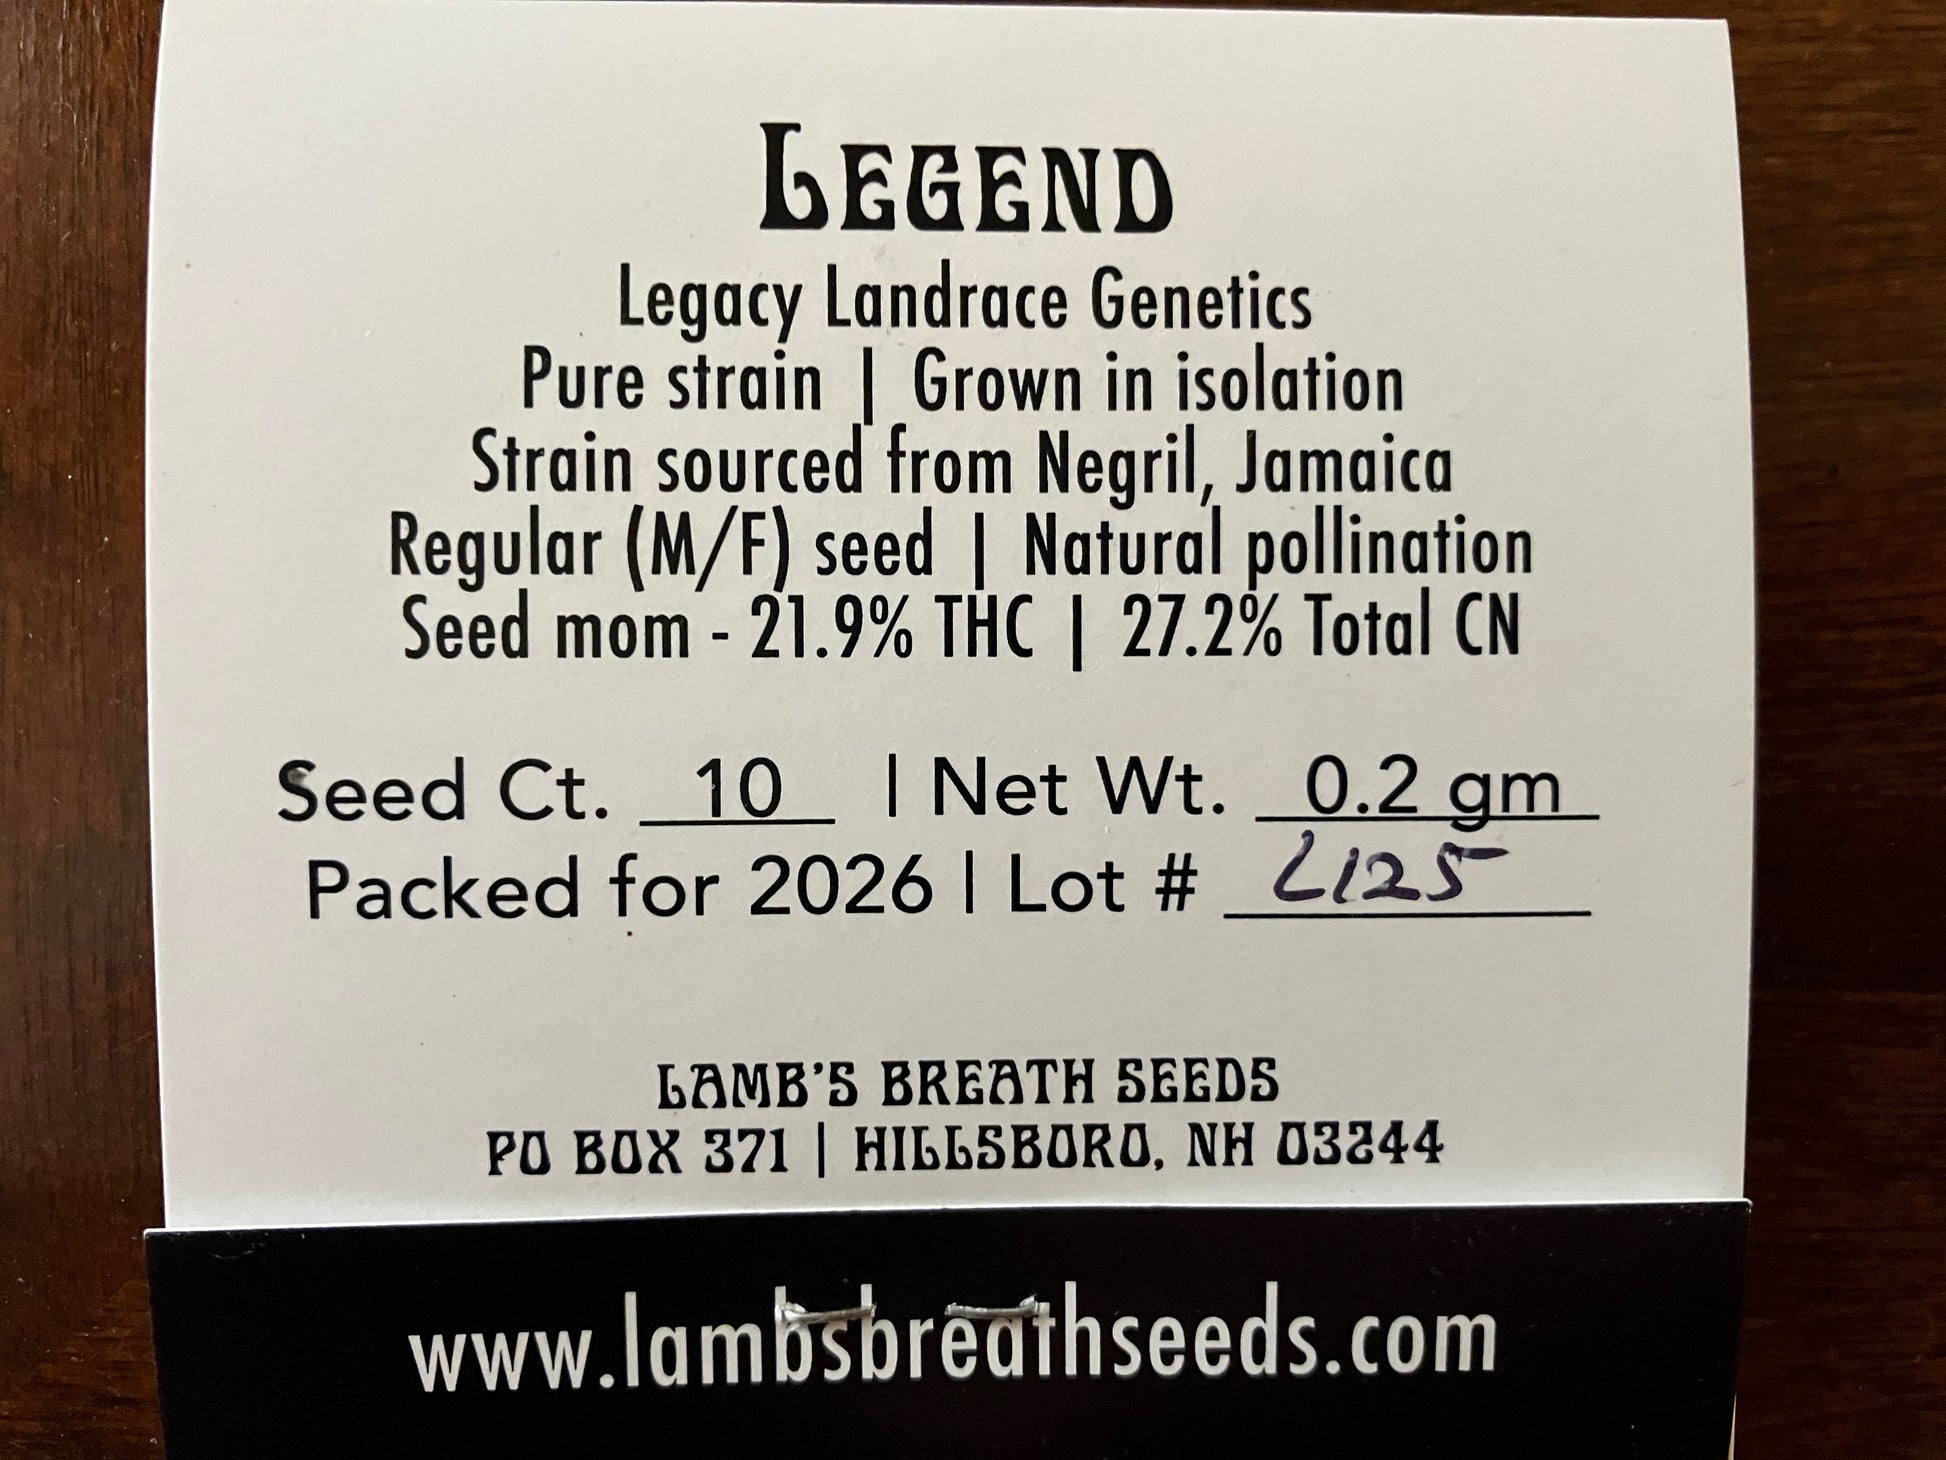 LEGEND
Legacy Landrace Genetics
Pure strain | Grown in isolation
Strain sourced from Negril, Jamaica
Regular (M/F) seed | Natural pollination
Seed mom - 21.9% THC | 27.2% Total CN
Seed Ct. 10 | Net Wt. 0.2 gm
Packed for 2026 | Lot # L125
LAMB'S BREATH SEEDS
PO BOX 371 | HILLSBORO, NH 03244
www.lambsbreathseeds.com